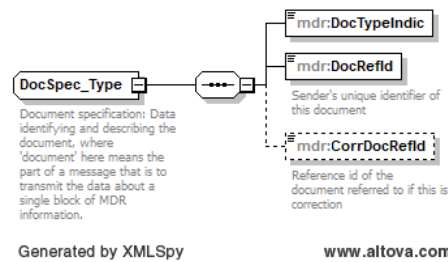 mdr:DocTypeIndic
mdr:DocRefId
DocSpec_Type
Sender's unique identifier of
this document
Document specification: Data
identifying and describing the
document, where
'document' here means the
part of a message that is to
transmit the data about a
single block of MDR
information.
mdr:CorrDocRefId
Reference id of the
document referred to if this is
correction
Generated by XMLSpy
www.altova.com